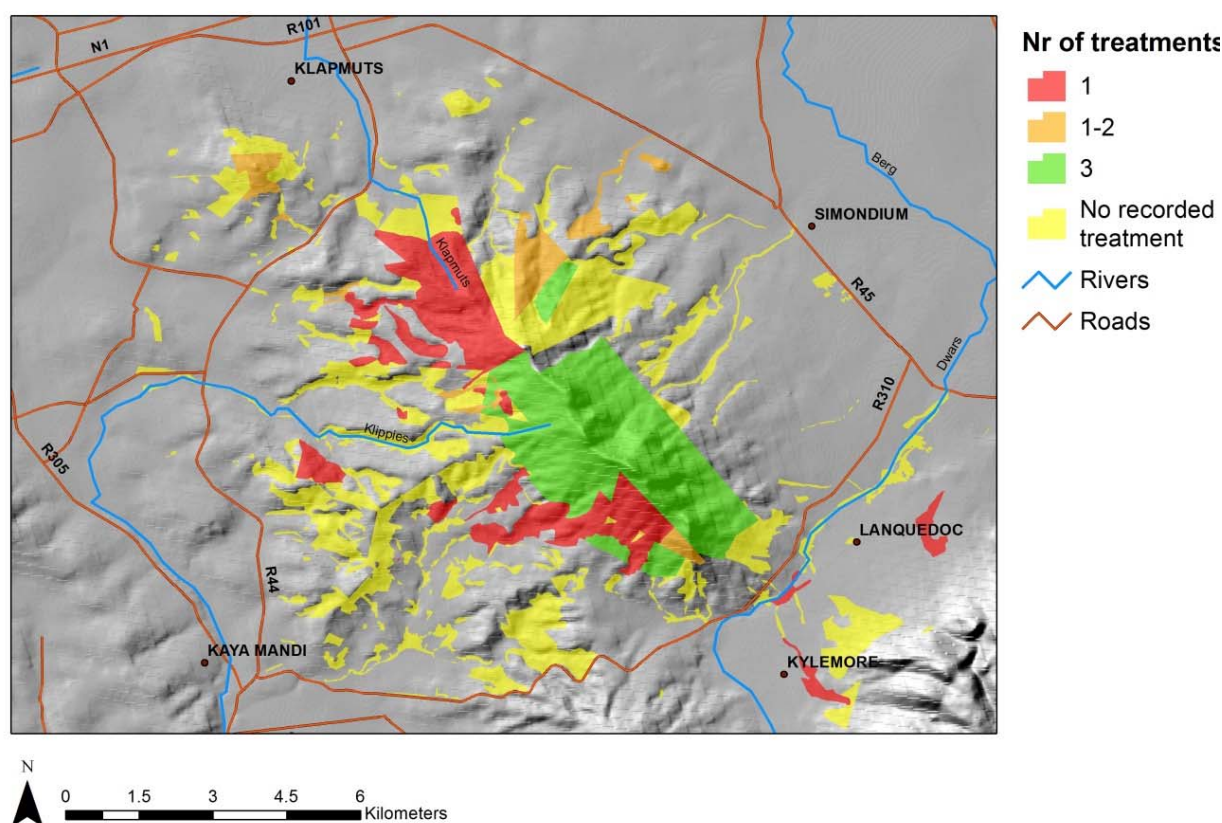 N1
R101
KLAPMUTS
Berg
SIMONDIUM
Klapmuts
R45
Dwars
R310
Klippies
R305
LANQUEDOC
R44
KAYA MANDI
KYLEMORE
Nr of treatments
1
1-2
3
No recorded
treatment
Rivers
Roads
N
0 1.5 3 4.5 6
Kilometers